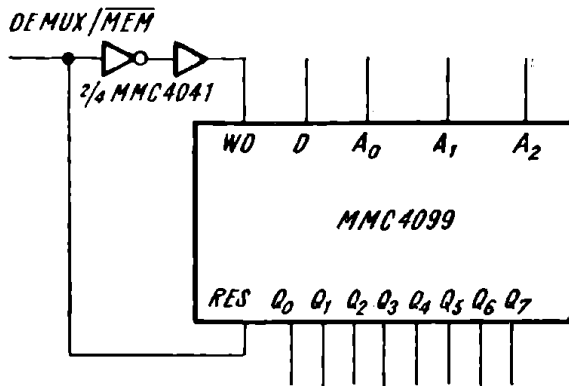 DEMUX/MEM
2/4 MMC4041
WD D A0 A1 A2
MMC4099
RES Q0 Q1 Q2 Q3 Q4 Q5 Q6 Q7